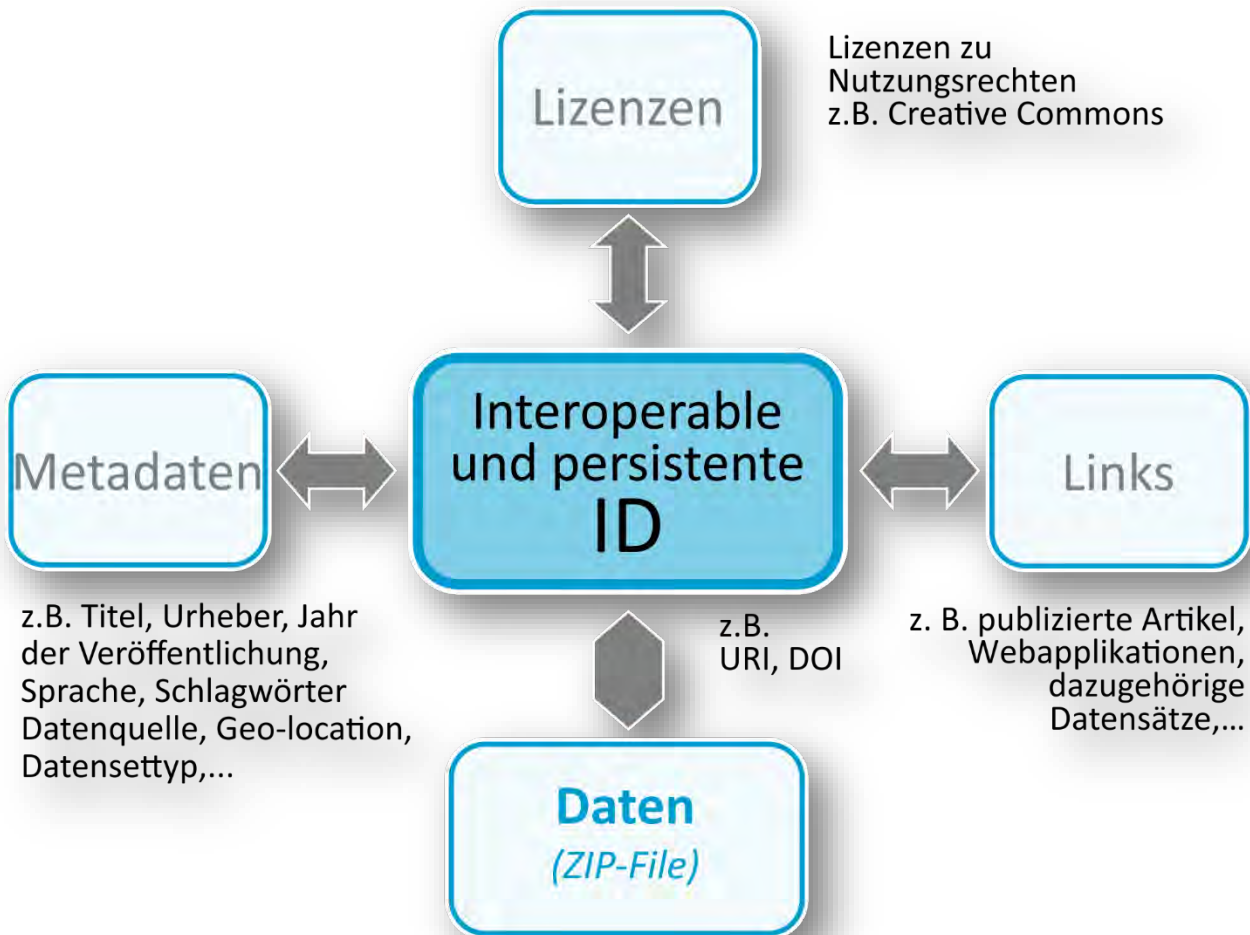 Lizenzen
Lizenzen zu
Nutzungsrechten
z.B. Creative Commons
Metadaten
Interoperable
und persistente
ID
Links
z.B. Titel, Urheber, Jahr
der Veröffentlichung,
Sprache, Schlagwörter
Datenquelle, Geo-location,
Datensettyp,...
z.B.
URI, DOI
z. B. publizierte Artikel,
Webapplikationen,
dazugehörige
Datensätze,...
Daten
(ZIP-File)